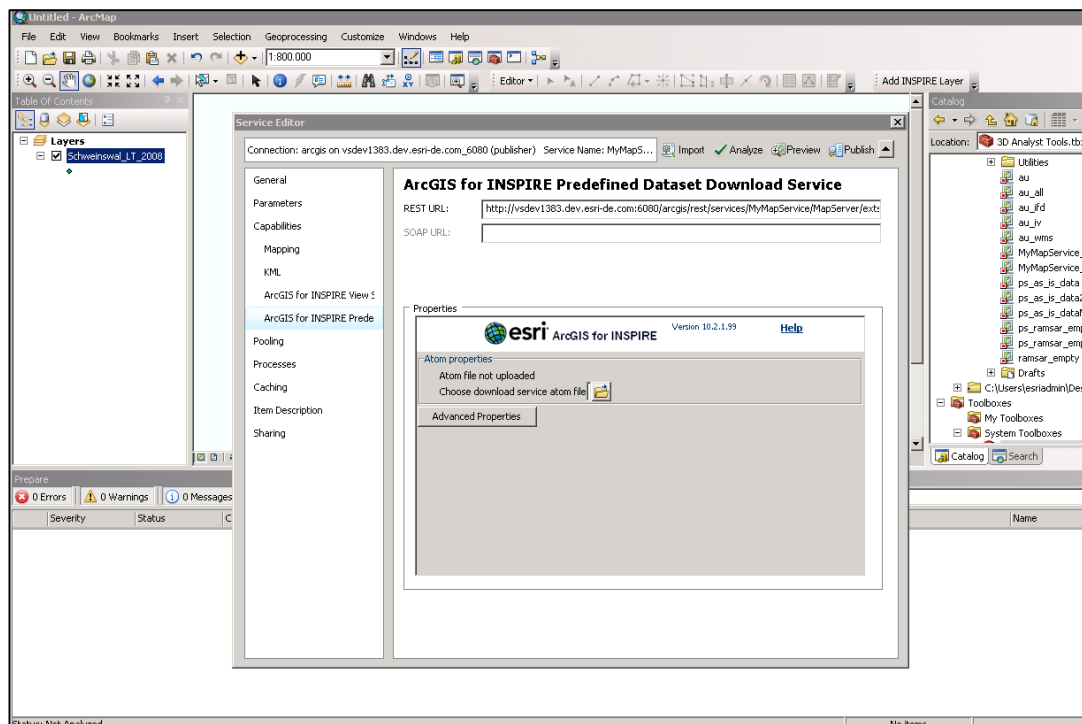 Untitled - ArcMap
File Edit View Bookmarks Insert Selection Geoprocessing Customize Windows Help
1:800.000
Editor Add INSPIRE Layer
Table Of Contents
Layers
Schweinswal_LT_2008
Service Editor
Connection: arcgis on vsdev1383.dev.esri-de.com_6080 (publisher) Service Name: MyMapS... Import Analyze Preview Publish
General
Parameters
Capabilities
Mapping
KML
ArcGIS for INSPIRE View S
ArcGIS for INSPIRE Prede
Pooling
Processes
Caching
Item Description
Sharing
ArcGIS for INSPIRE Predefined Dataset Download Service
REST URL: http://vsdev1383.dev.esri-de.com:6080/arcgis/rest/services/MyMapService/MapServer/exts
SOAP URL:
Properties
esri ArcGIS for INSPIRE Version 10.2.1.99 Help
Atom properties
Atom file not uploaded
Choose download service atom file
Advanced Properties
Catalog
Location: 3D Analyst Tools.tb
Utilities
au
au_all
au_ifd
au_iv
au_wms
MyMapService_
MyMapService_
ps_as_is_data
ps_as_is_data2
ps_as_is_data
ps_ramsar_emp
ps_ramsar_emp
ramsar_empty
Drafts
C:\Users\esriadmin\Des
Toolboxes
My Toolboxes
System Toolboxes
Catalog Search
Prepare
0 Errors 0 Warnings 0 Messages
Severity Status C Name
Status: Not Analyzed No items